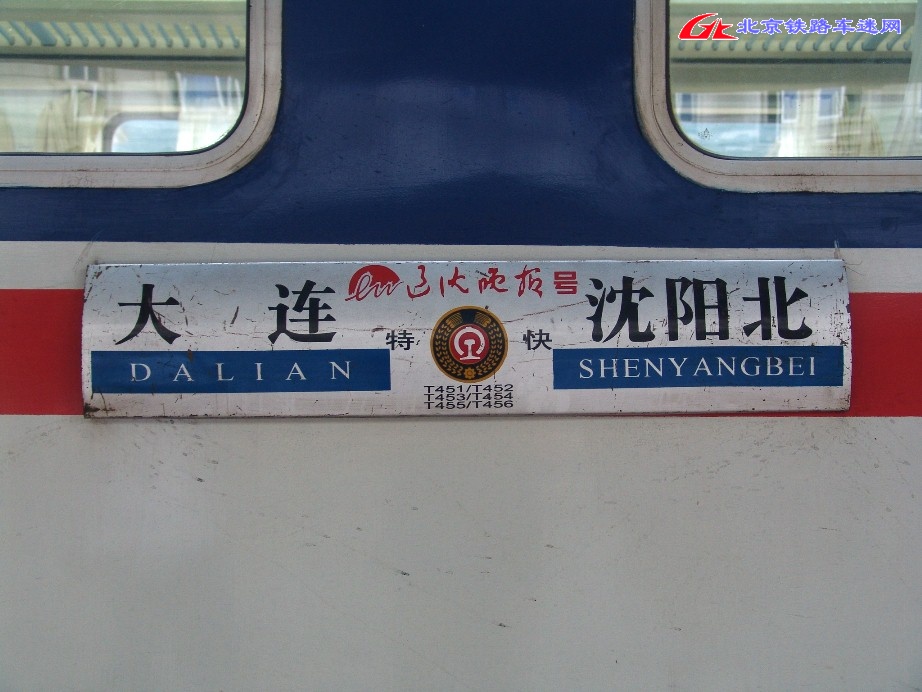 北京铁路车迷网
辽沈晚报号
大连 特快 沈阳北
DALIAN SHENYANGBEI
T451/T452
T453/T454
T455/T456